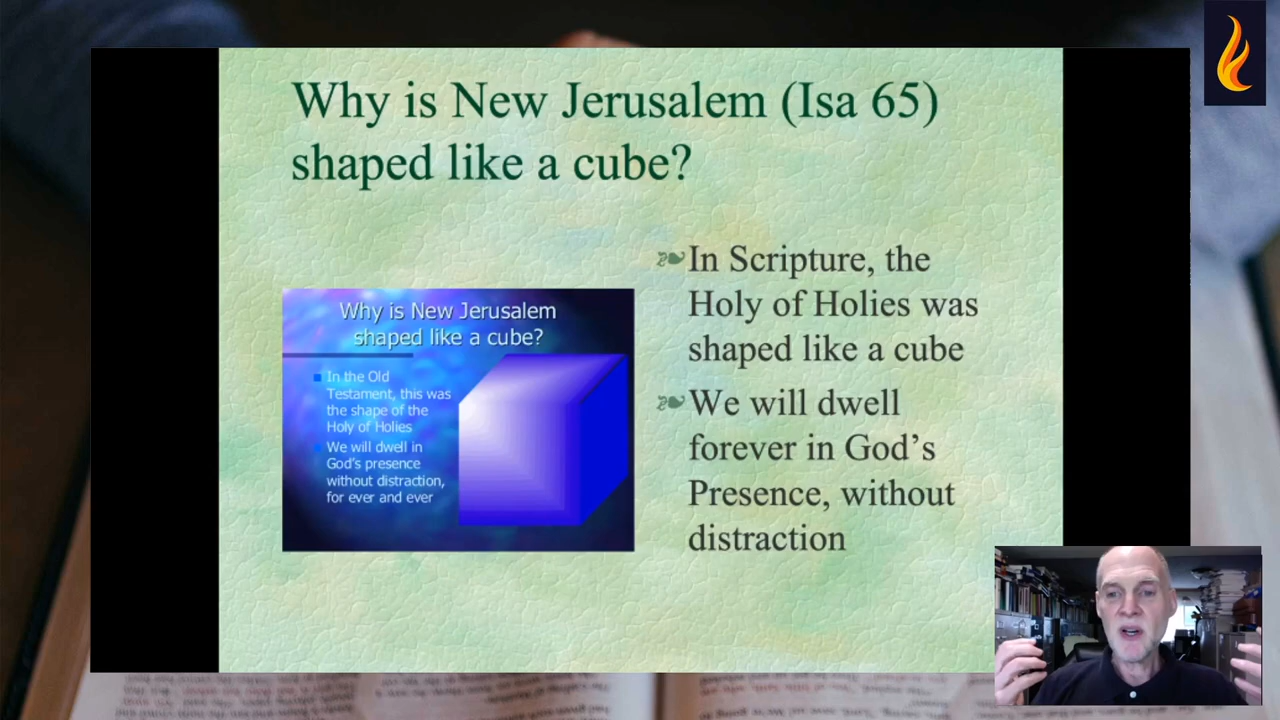 Why is New Jerusalem (Isa 65)
shaped like a cube?
Why is New Jerusalem
shaped like a cube?
In the Old
Testament, this was
the shape of the
Holy of Holies
We will dwell in
God's presence
without distraction,
for ever and ever
In Scripture, the
Holy of Holies was
shaped like a cube
We will dwell
forever in God’s
Presence, without
distraction